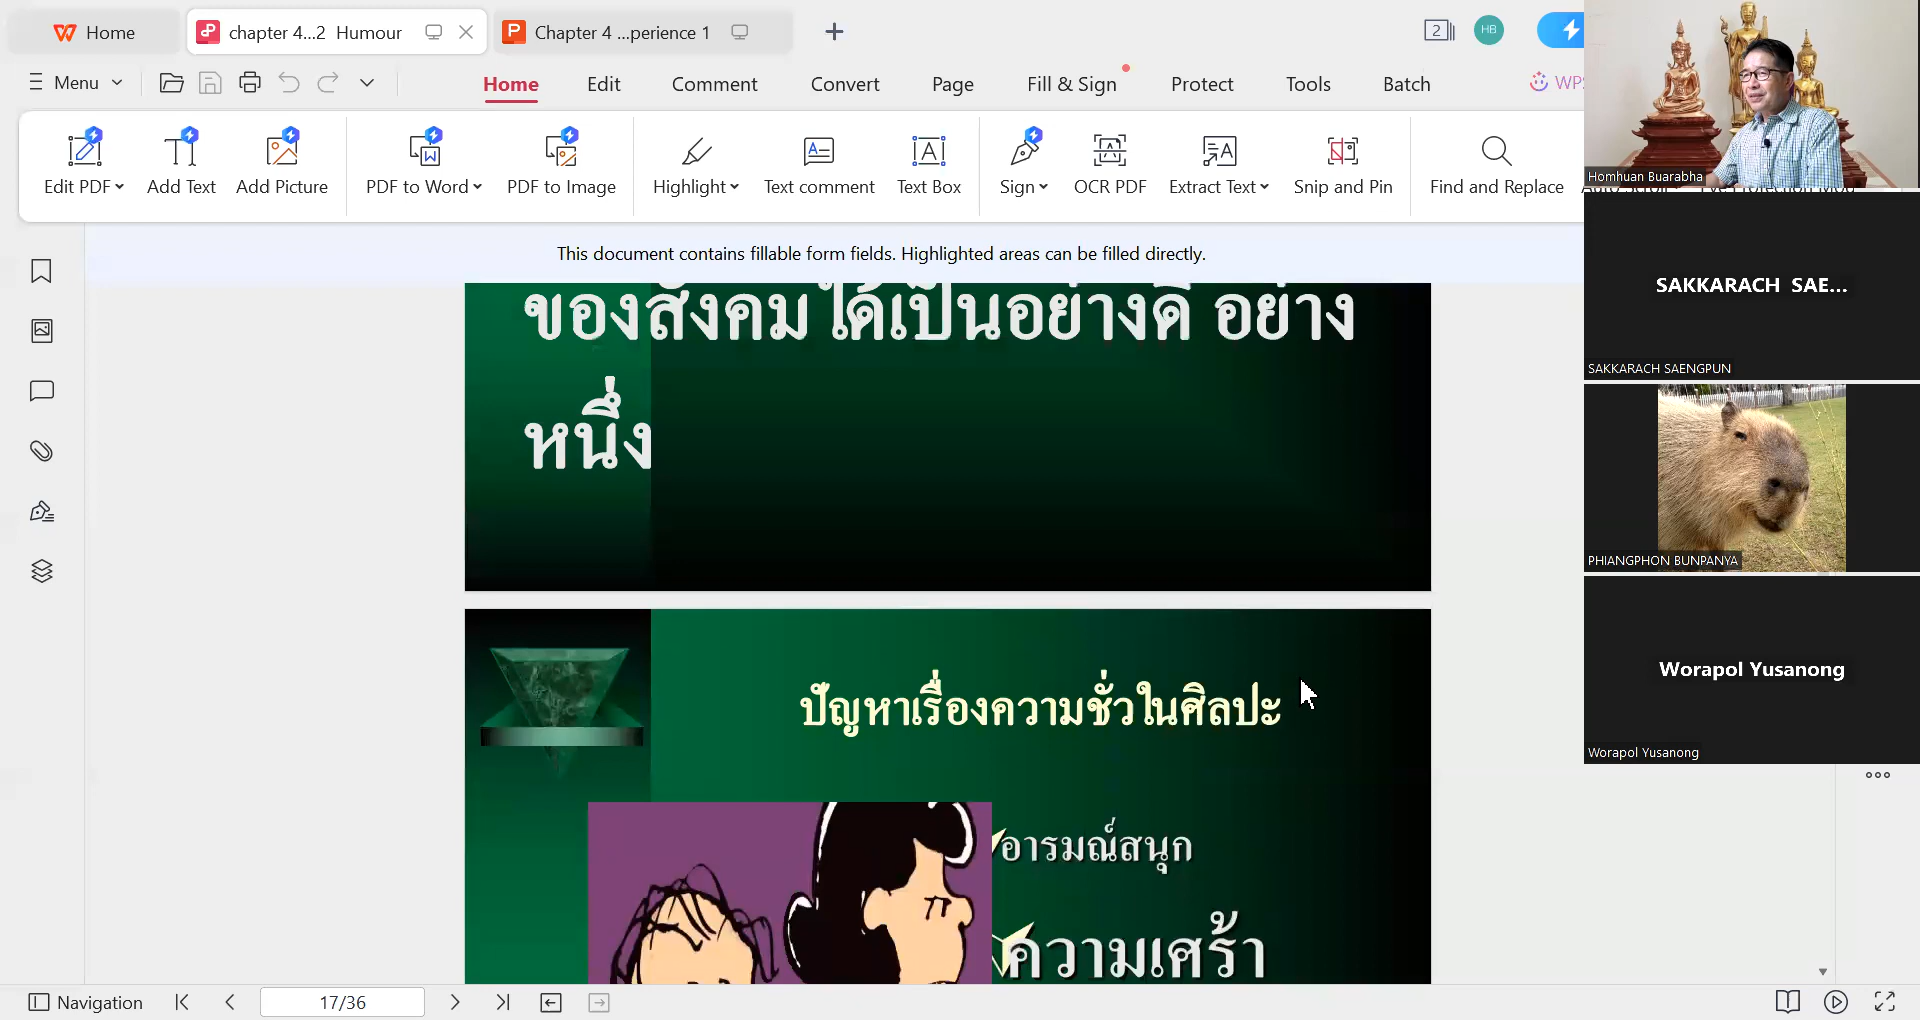 Home
chapter 4...2 Humour
Chapter 4 ...perience 1
2
HB
Menu
Home
Edit
Comment
Convert
Page
Fill & Sign
Protect
Tools
Batch
WPS
Edit PDF
Add Text
Add Picture
PDF to Word
PDF to Image
Highlight
Text comment
Text Box
Sign
OCR PDF
Extract Text
Snip and Pin
Find and Replace
This document contains fillable form fields. Highlighted areas can be filled directly.
ของสังคมได้เป็นอย่างดี อย่าง
หนึ่ง
ปัญหาเรื่องความชั่วในศิลปะ
อารมณ์สนุก
ความเศร้า
Homhuan Buarabha
SAKKARACH SAE...
SAKKARACH SAENGPUN
PHIANGPHON BUNPANYA
Worapol Yusanong
Worapol Yusanong
Navigation
17/36